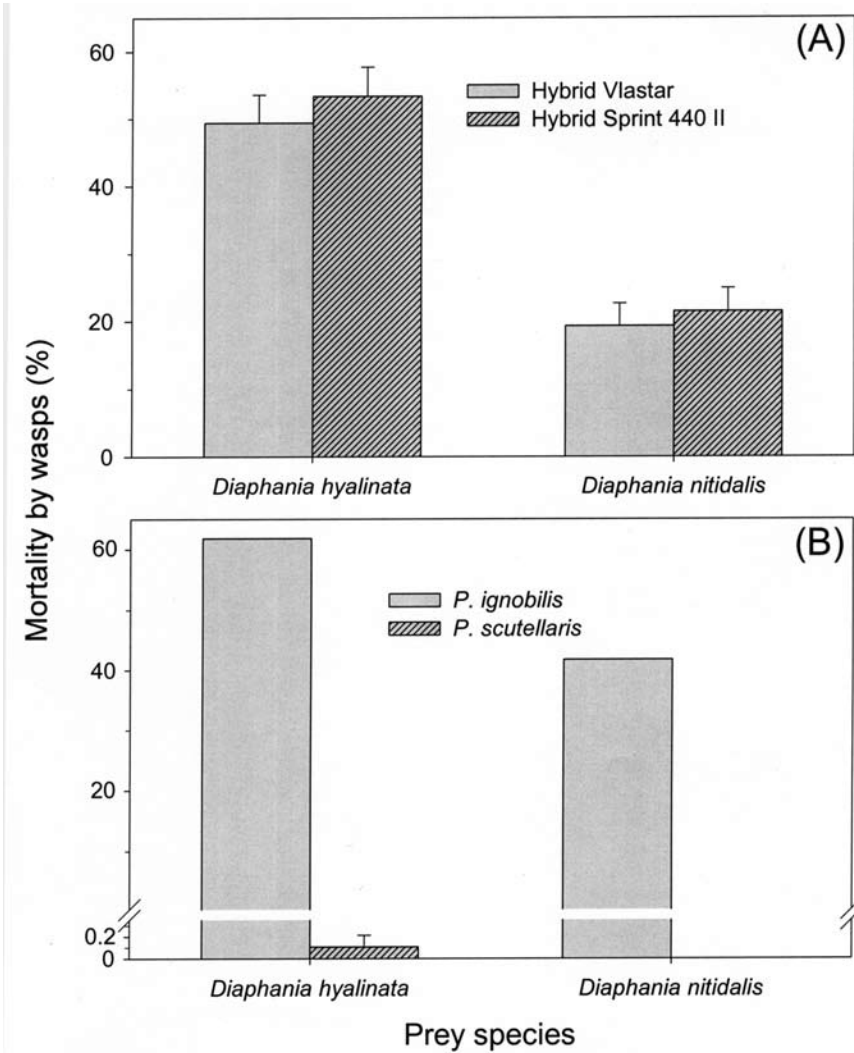 (A)
60
40
20
0
Hybrid Vlastar
Hybrid Sprint 440 II
Diaphania hyalinata
Diaphania nitidalis
Mortality by wasps (%)
(B)
60
40
20
0.2
0
P. ignobilis
P. scutellaris
Diaphania hyalinata
Diaphania nitidalis
Prey species